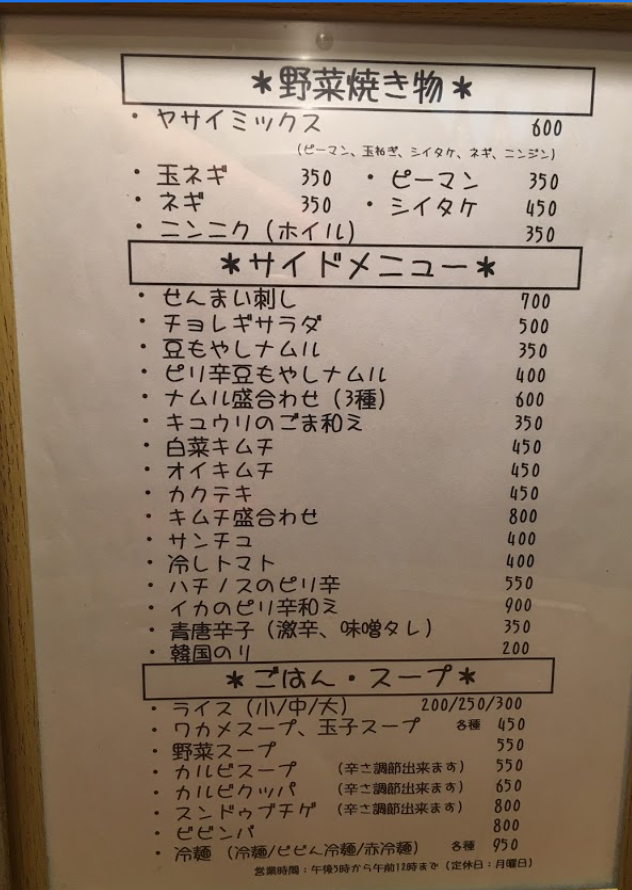 ＊野菜焼き物＊
・ヤサイミックス 600
(ピーマン、玉ねぎ、シイタケ、ネギ、ニンジン)
・玉ネギ 350 ・ピーマン 350
・ネギ 350 ・シイタケ 450
・ニンニク(ホイル) 350
＊サイドメニュー＊
・せんまい刺し 700
・チョレギサラダ 500
・豆もやしナムル 350
・ピリ辛豆もやしナムル 400
・ナムル盛合わせ(3種) 600
・キュウリのごま和え 350
・白菜キムチ 450
・オイキムチ 450
・カクテキ 450
・キムチ盛合わせ 800
・サンチュ 400
・冷しトマト 400
・ハチノスのピリ辛 550
・イカのピリ辛和え 900
・青唐辛子(激辛、味噌タレ) 350
・韓国のリ 200
＊ごはん・スープ＊
・ライス(小/中/大) 200/250/300
・ワカメスープ、玉子スープ 各種 450
・野菜スープ 550
・カルビスープ (辛さ調節出来ます) 550
・カルビクッパ (辛さ調節出来ます) 650
・スンドゥブチゲ (辛さ調節出来ます) 800
・ビビンバ 800
・冷麺 (冷麺/ビビン冷麺/赤冷麺) 各種 950
営業時間：午後5時から午前12時まで(定休日：月曜日)